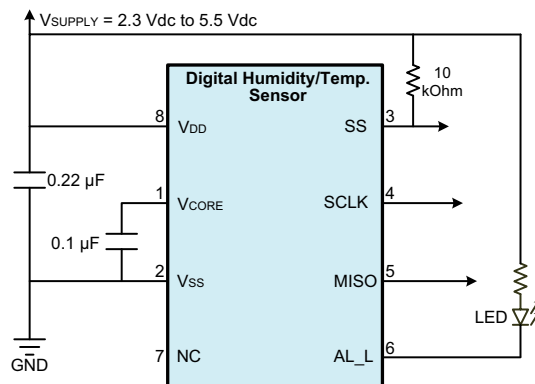 VSUPPLY = 2.3 Vdc to 5.5 Vdc
Digital Humidity/Temp.
Sensor
10
kOhm
8
VDD
SS
3
0.22 µF
1
VCORE
SCLK
4
0.1 µF
2
VSS
MISO
5
LED
7
NC
AL_L
6
GND